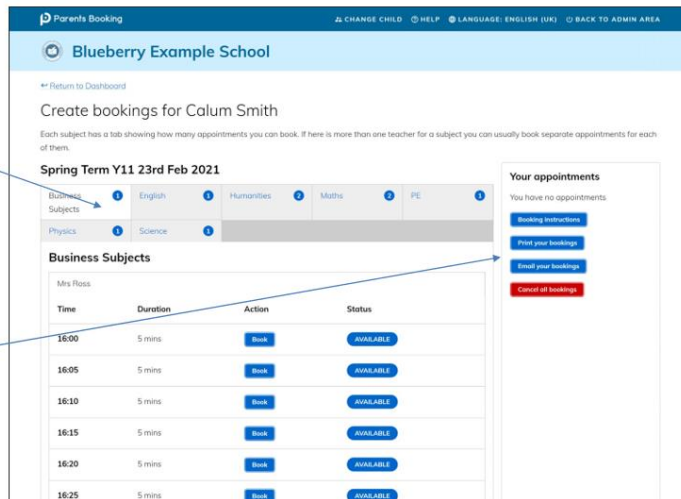 Parents Booking
CHANGE CHILD HELP LANGUAGE: ENGLISH (UK) BACK TO ADMIN AREA
Blueberry Example School
Return to Dashboard
Create bookings for Calum Smith
Each subject has a tab showing how many appointments you can book. If here is more than one teacher for a subject you can usually book separate appointments for each
of them.
Spring Term Y11 23rd Feb 2021
Business Subjects 1 English 1 Humanities 2 Maths 2 PE 1
Physics 1 Science 1
Business Subjects
Mrs Ross
Time Duration Action Status
16:00 5 mins Book AVAILABLE
16:05 5 mins Book AVAILABLE
16:10 5 mins Book AVAILABLE
16:15 5 mins Book AVAILABLE
16:20 5 mins Book AVAILABLE
16:25 5 mins Book AVAILABLE
Your appointments
You have no appointments
Booking instructions
Print your bookings
Email your bookings
Cancel all bookings